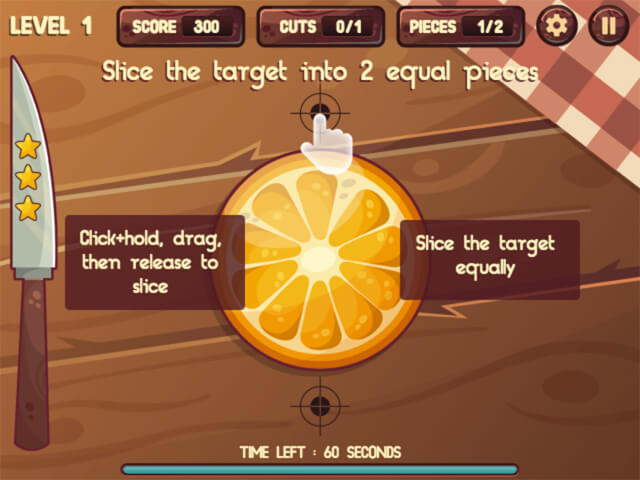 LEVEL 1
SCORE 300
CUTS 0/1
PIECES 1/2
Slice the target into 2 equal pieces
Click+hold, drag,
then release to
slice
Slice the target
equally
TIME LEFT : 60 SECONDS